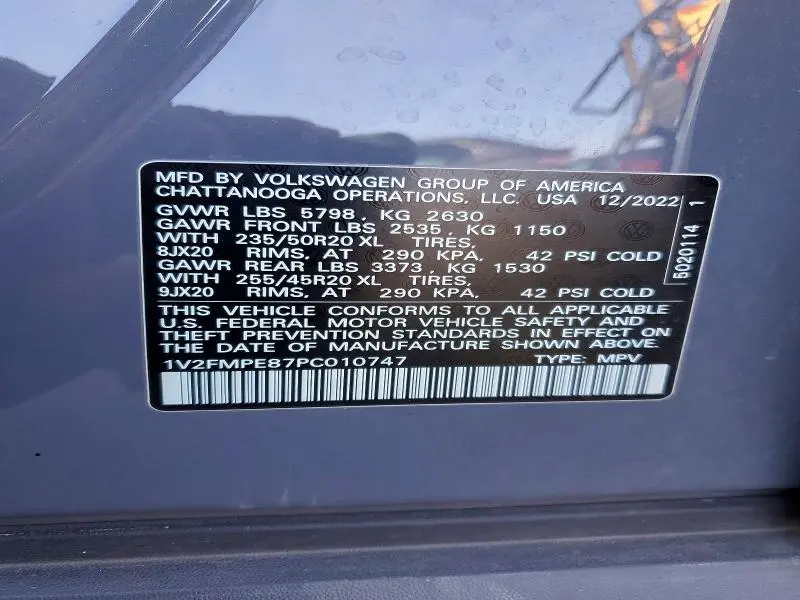 MFD BY VOLKSWAGEN GROUP OF AMERICA
CHATTANOOGA OPERATIONS, LLC. USA 12/2022
GVWR LBS 5798, KG 2630
GAWR FRONT LBS 2535, KG 1150
WITH 235/50R20 XL TIRES,
8JX20 RIMS, AT 290 KPA, 42 PSI COLD
GAWR REAR LBS 3373, KG 1530
WITH 255/45R20 XL TIRES,
9JX20 RIMS, AT 290 KPA, 42 PSI COLD
THIS VEHICLE CONFORMS TO ALL APPLICABLE
U.S. FEDERAL MOTOR VEHICLE SAFETY AND
THEFT PREVENTION STANDARDS IN EFFECT ON
THE DATE OF MANUFACTURE SHOWN ABOVE.
1V2FMPE87PC010747 TYPE: MPV
5020114 1